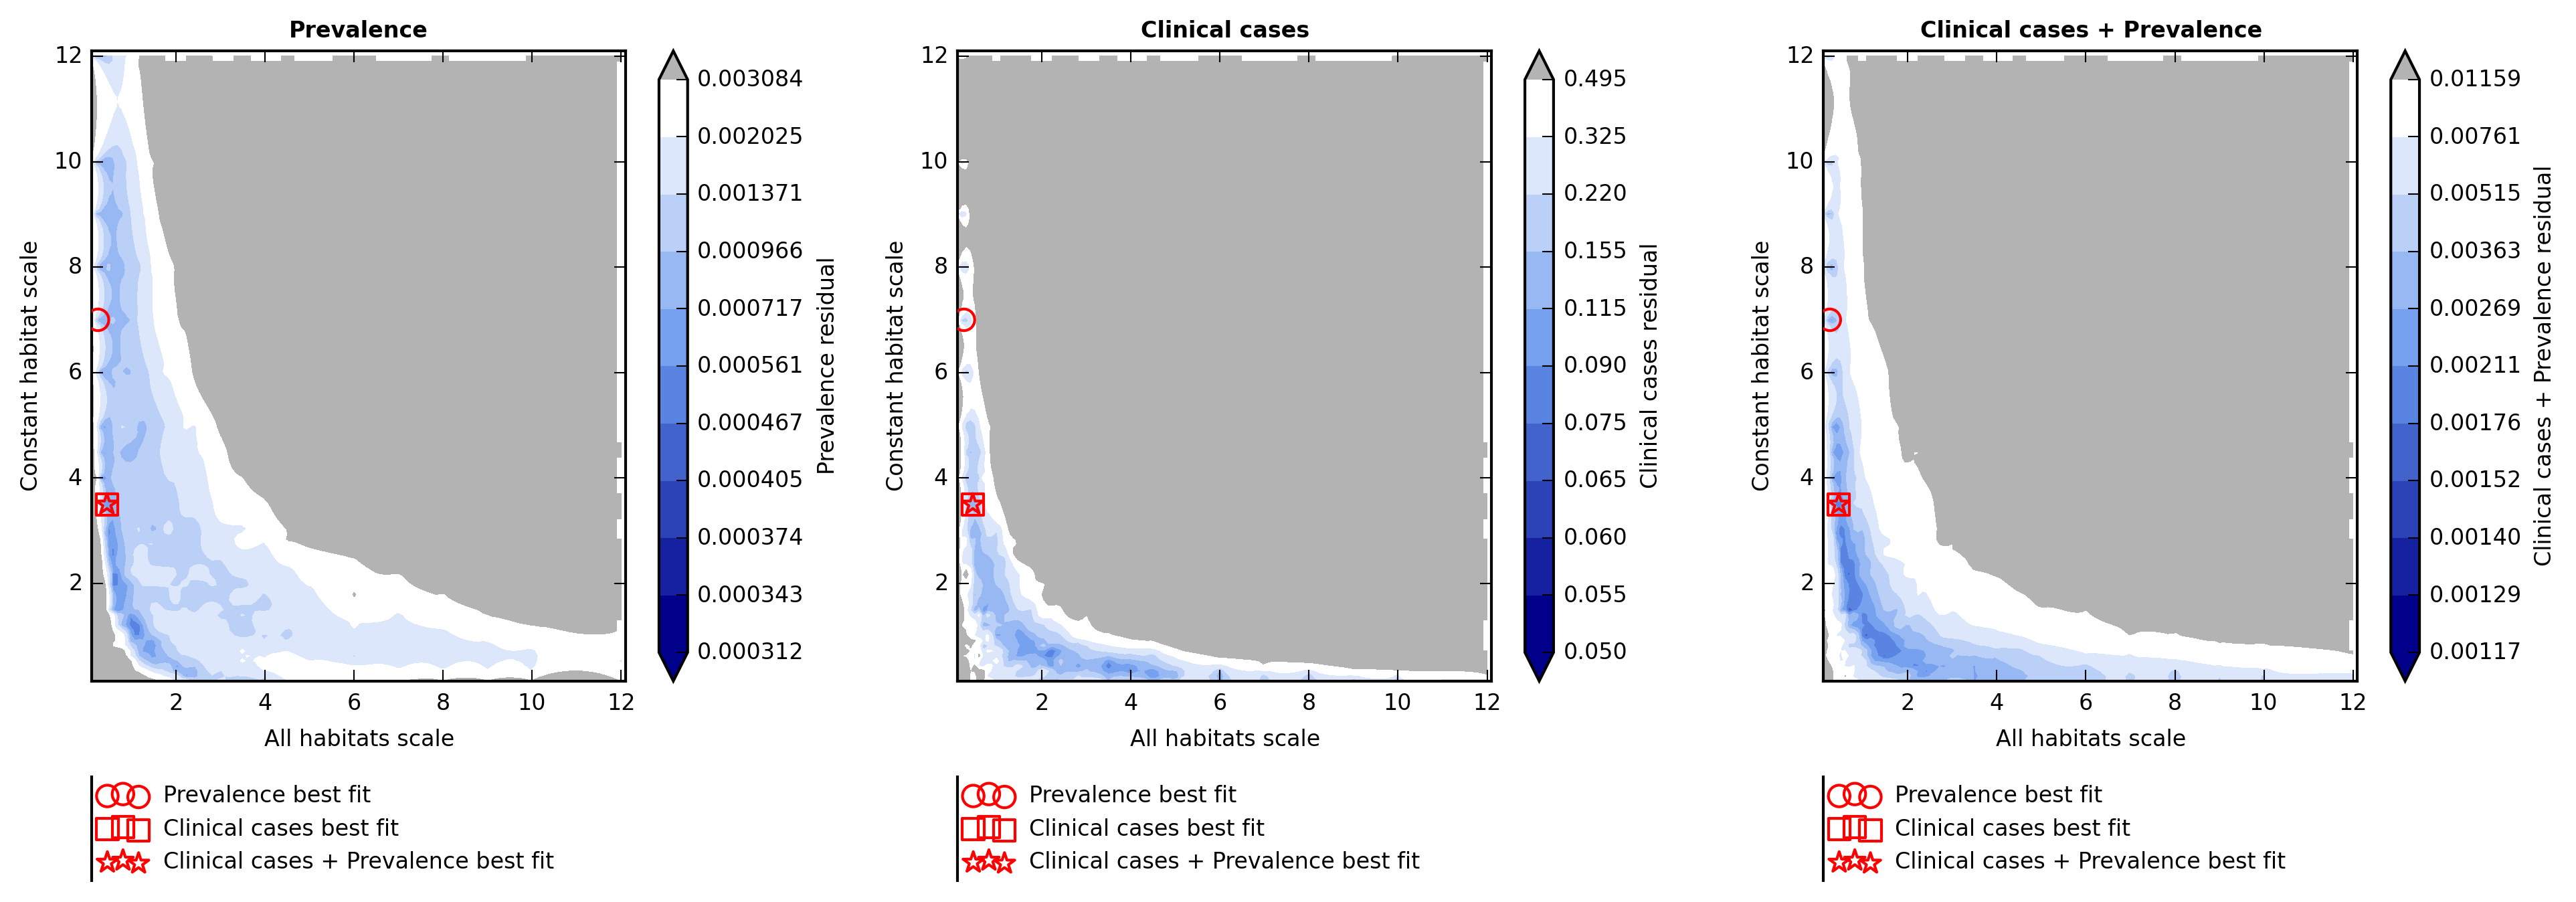 Prevalence
12
10
8
6
4
2
2 4 6 8 10 12
Constant habitat scale
All habitats scale
0.003084
0.002025
0.001371
0.000966
0.000717
0.000561
0.000467
0.000405
0.000374
0.000343
0.000312
Prevalence residual
Prevalence best fit
Clinical cases best fit
Clinical cases + Prevalence best fit
Clinical cases
12
10
8
6
4
2
2 4 6 8 10 12
Constant habitat scale
All habitats scale
0.495
0.325
0.220
0.155
0.115
0.090
0.075
0.065
0.060
0.055
0.050
Clinical cases residual
Prevalence best fit
Clinical cases best fit
Clinical cases + Prevalence best fit
Clinical cases + Prevalence
12
10
8
6
4
2
2 4 6 8 10 12
Constant habitat scale
All habitats scale
0.01159
0.00761
0.00515
0.00363
0.00269
0.00211
0.00176
0.00152
0.00140
0.00129
0.00117
Clinical cases + Prevalence residual
Prevalence best fit
Clinical cases best fit
Clinical cases + Prevalence best fit